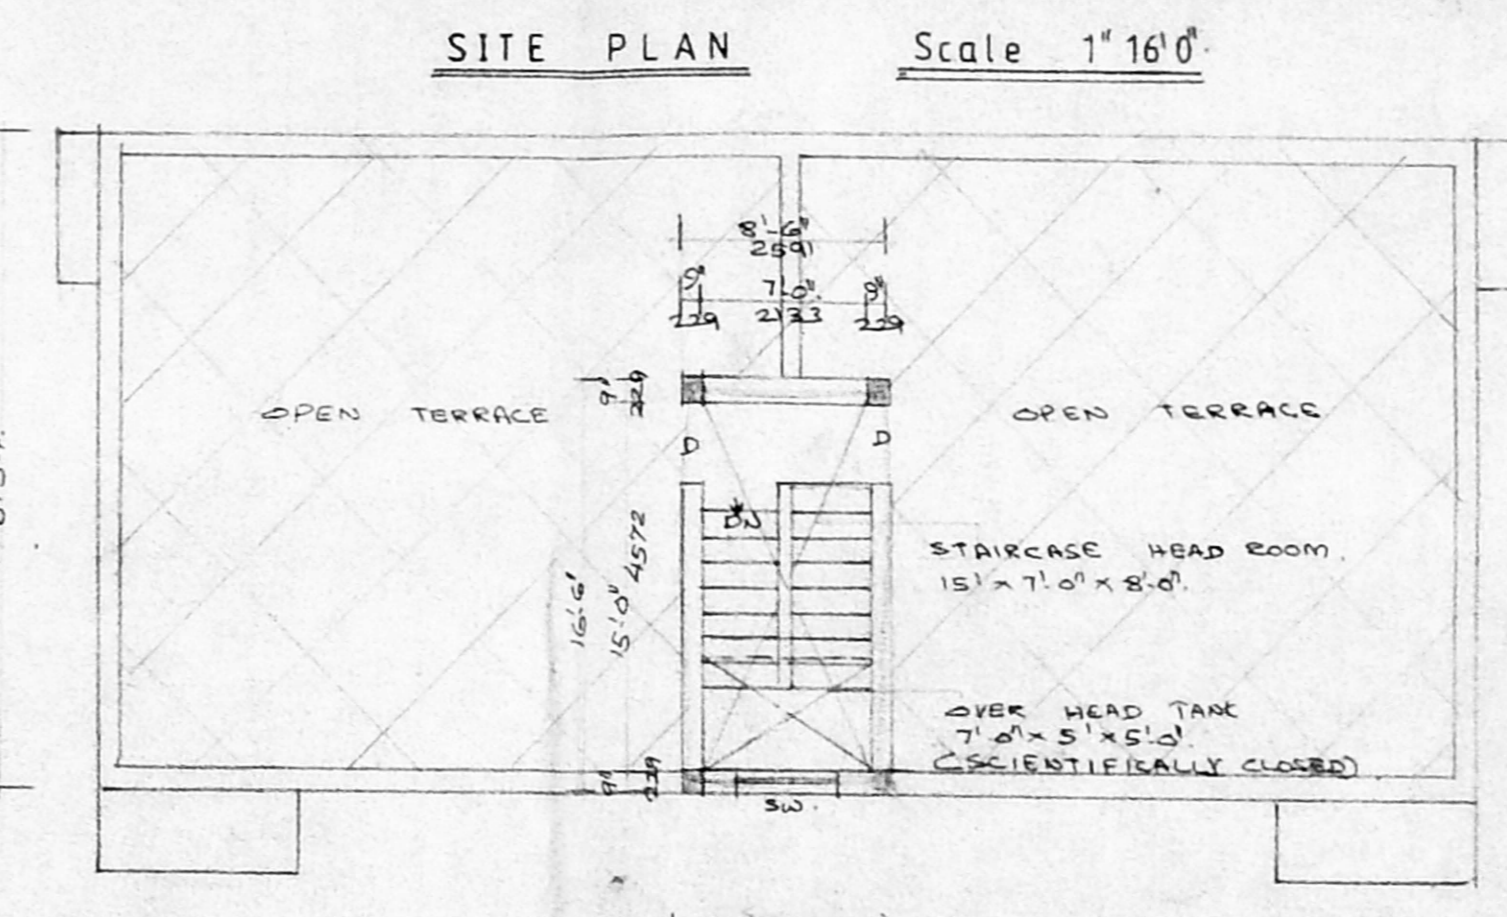 SITE PLAN
Scale 1" 16'0".
8'-6"
2591
9" 7'-0". 9"
229 2133 229
9" 229
OPEN TERRACE
OPEN TERRACE
D
D
DN
16'-6"
15'-0" 4572
STAIRCASE HEAD ROOM.
15' x 7'-0" x 8'-0".
OVER HEAD TANK
7'0" x 5' x 5'-0".
(SCIENTIFICALLY CLOSED)
9" 229
SW.